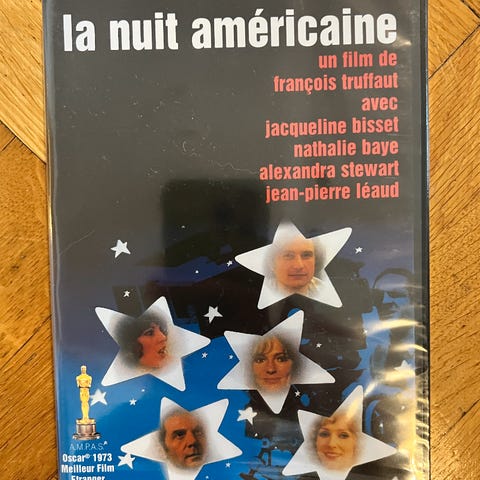 la nuit américaine
un film de
françois truffaut
avec
jacqueline bisset
nathalie baye
alexandra stewart
jean-pierre léaud
A.M.P.A.S.
Oscar® 1973
Meilleur Film
Etranger